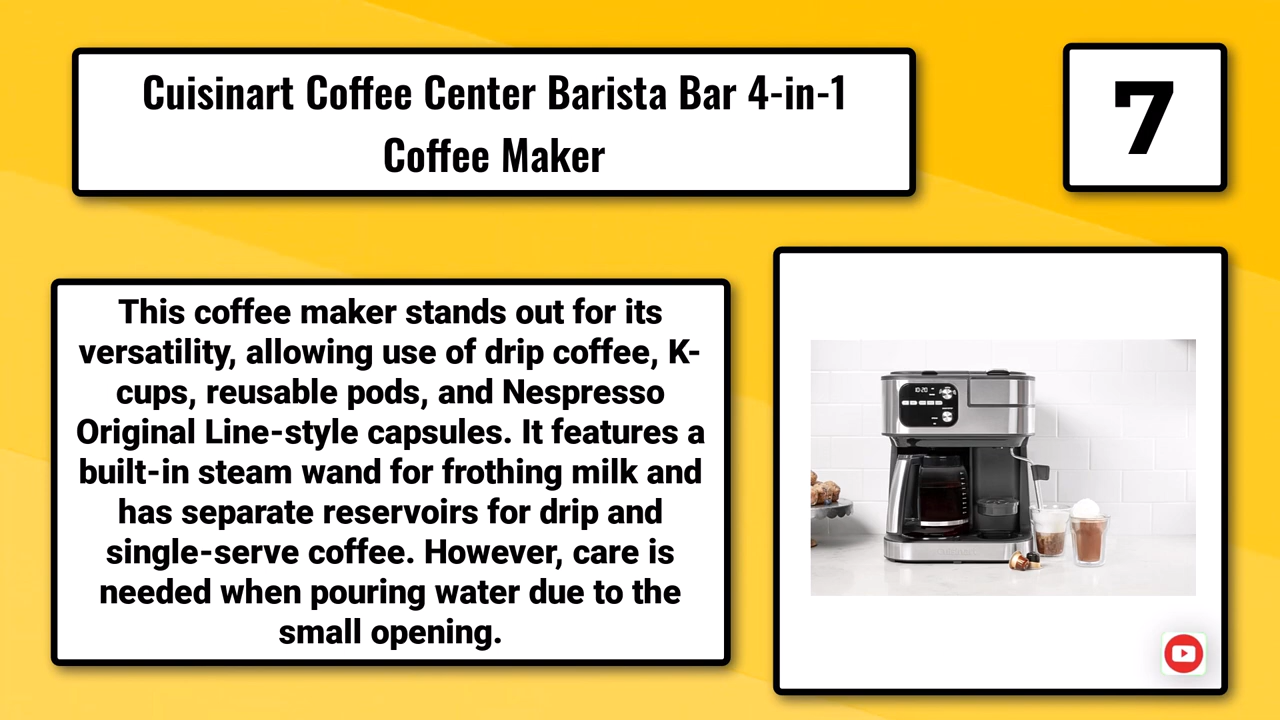 Cuisinart Coffee Center Barista Bar 4-in-1
Coffee Maker
7
This coffee maker stands out for its
versatility, allowing use of drip coffee, K-
cups, reusable pods, and Nespresso
Original Line-style capsules. It features a
built-in steam wand for frothing milk and
has separate reservoirs for drip and
single-serve coffee. However, care is
needed when pouring water due to the
small opening.